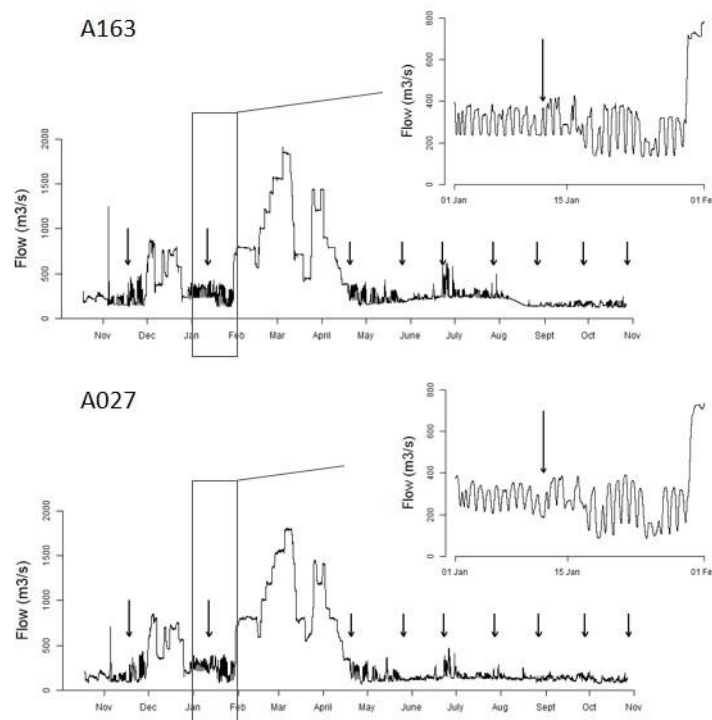 A163
Flow (m3/s)
800
600
400
200
0
01 Jan
15 Jan
01 Fe
Flow (m3/s)
2000
1500
1000
500
0
Nov Dec Jan Feb Mar April May June July Aug Sept Oct Nov
A027
Flow (m3/s)
800
600
400
200
0
01 Jan
15 Jan
01 Fe
Flow (m3/s)
2000
1500
1000
500
0
Nov Dec Jan Feb Mar April May June July Aug Sept Oct Nov